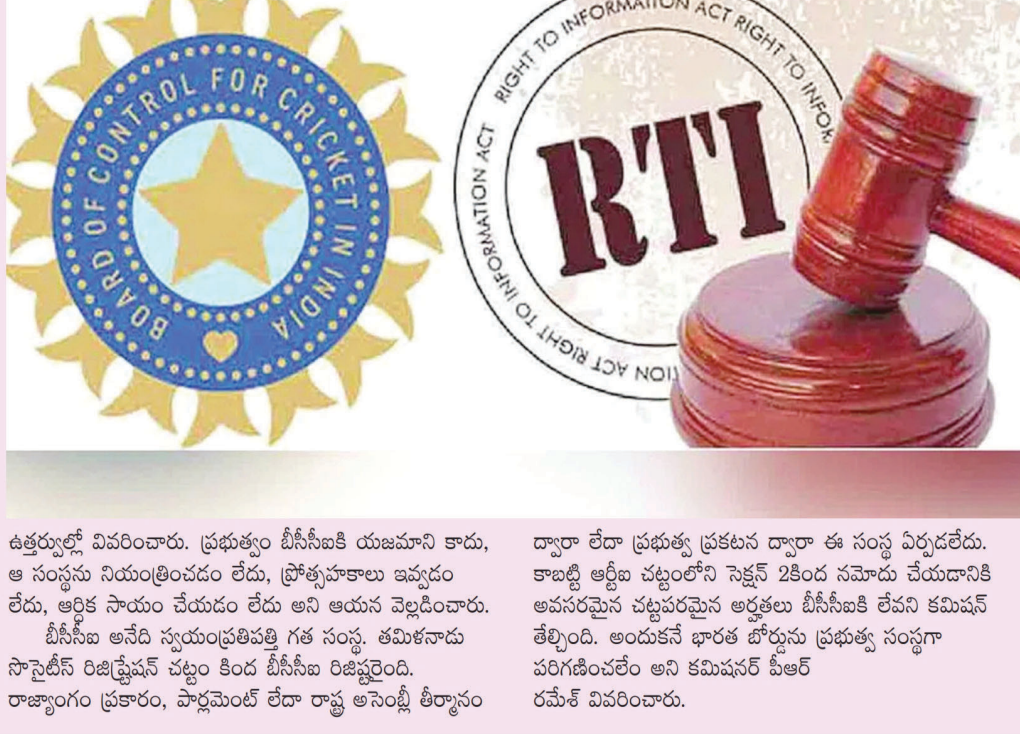 BOARD OF CONTROL FOR CRICKET IN INDIA
RIGHT TO INFORMATION ACT RIGHT TO INFOR
RIGHT TO INFORMATION ACT
TION ACT
RTI
ఉత్తర్వుల్లో వివరించారు. ప్రభుత్వం బీసీసీఐకి యజమాని కాదు,
ఆ సంస్థను నియంత్రించడం లేదు, ప్రోత్సహకాలు ఇవ్వడం
లేదు, ఆర్థిక సాయం చేయడం లేదు అని ఆయన వెల్లడించారు.
బీసీసీఐ అనేది స్వయంప్రతిపత్తి గత సంస్థ. తమిళనాడు
సొసైటీస్ రిజిస్ట్రేషన్ చట్టం కింద బీసీసీఐ రిజిష్టరైంది.
రాజ్యాంగం ప్రకారం, పార్లమెంట్ లేదా రాష్ట్ర అసెంబ్లీ తీర్మానం
ద్వారా లేదా ప్రభుత్వ ప్రకటన ద్వారా ఈ సంస్థ ఏర్పడలేదు.
కాబట్టి ఆర్టీఐ చట్టంలోని సెక్షన్ 2కింద నమోదు చేయడానికి
అవసరమైన చట్టపరమైన అర్హతలు బీసీసీఐకి లేవని కమిషన్
తేల్చింది. అందుకనే భారత బోర్డును ప్రభుత్వ సంస్థగా
పరిగణించలేం అని కమిషనర్ పీఆర్
రమేశ్ వివరించారు.